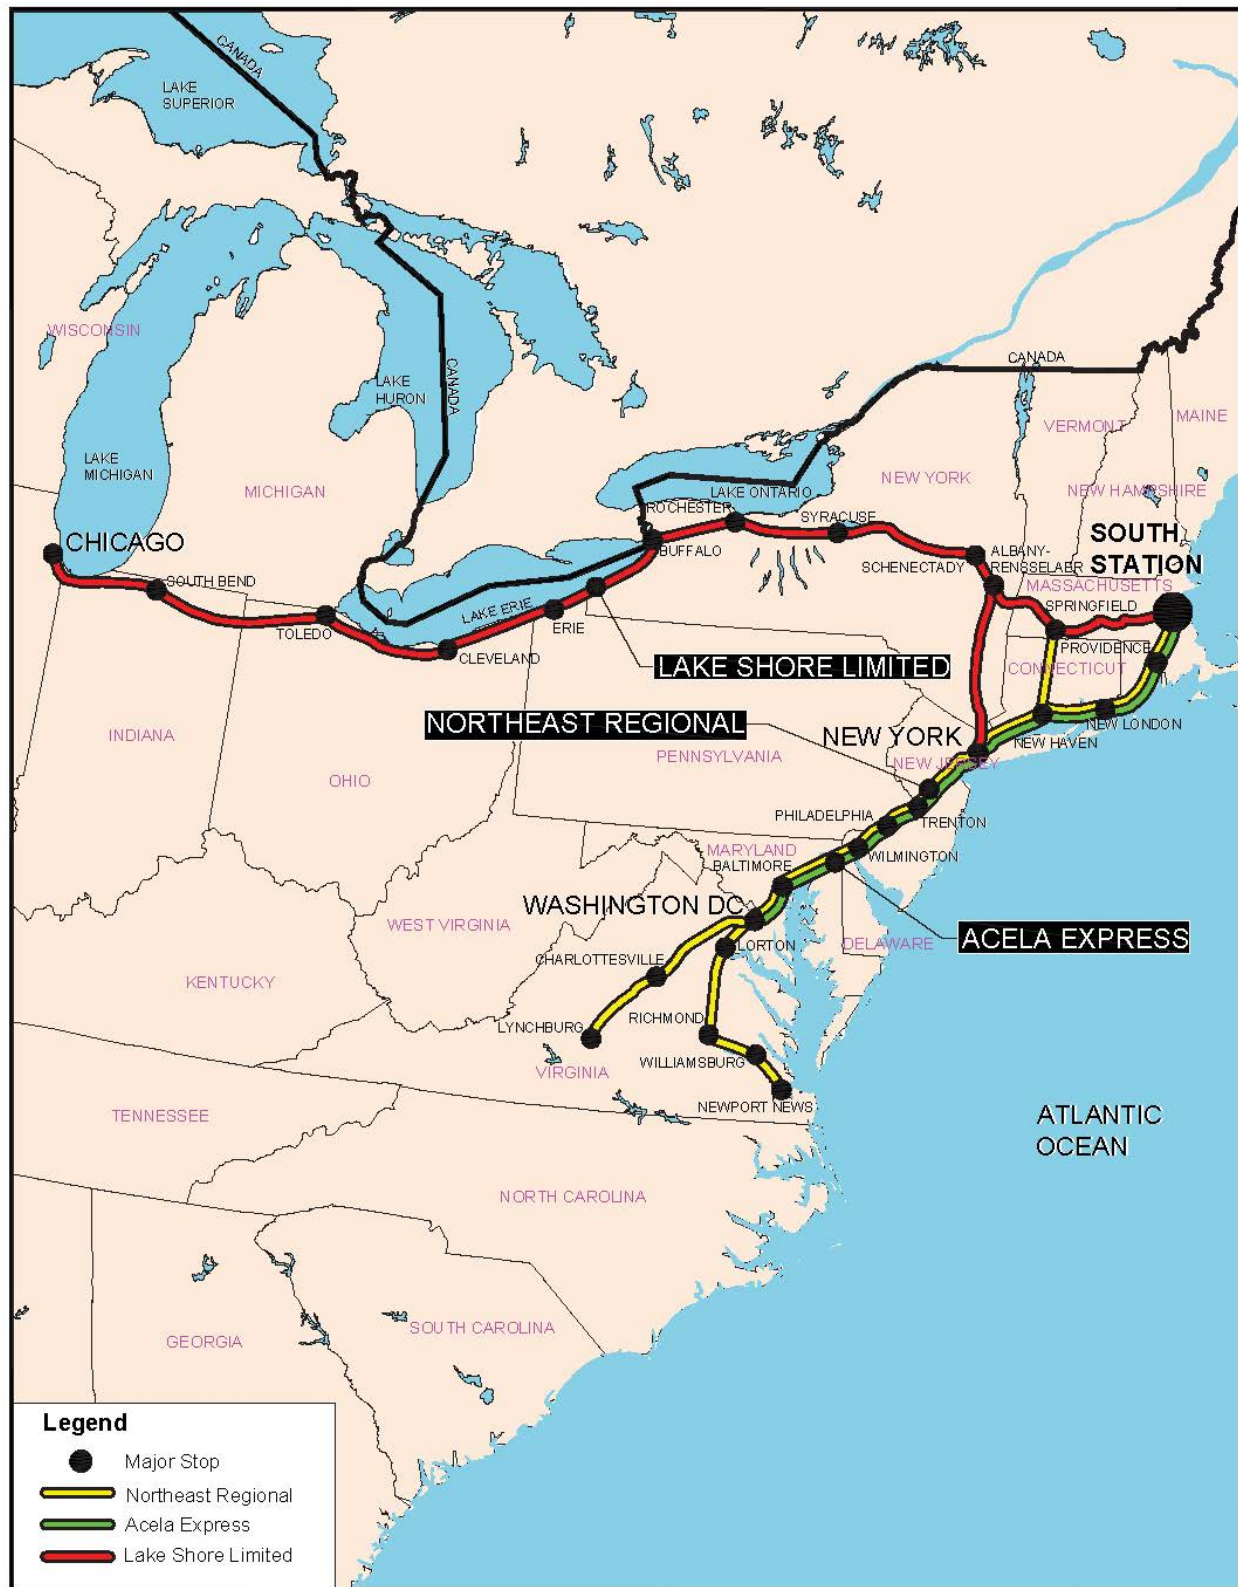 CANADA
LAKE
SUPERIOR
WISCONSIN
LAKE
HURON
CANADA
CANADA
VERMONT
MAINE
LAKE
MICHIGAN
MICHIGAN
NEW YORK
NEW HAMPSHIRE
LAKE ONTARIO
ROCHESTER
SYRACUSE
SOUTH
STATION
CHICAGO
BUFFALO
SCHENECTADY
ALBANY-
RENSSELAER
MASSACHUSETTS
SOUTH BEND
SPRINGFIELD
LAKE ERIE
TOLEDO
ERIE
CLEVELAND
PROVIDENCE
CONNECTICUT
LAKE SHORE LIMITED
NORTHEAST REGIONAL
NEW LONDON
INDIANA
NEW YORK
NEW HAVEN
PENNSYLVANIA
NEW JERSEY
OHIO
PHILADELPHIA
TRENTON
MARYLAND
BALTIMORE
WILMINGTON
WASHINGTON DC
WEST VIRGINIA
LORTON
DELAWARE
ACELA EXPRESS
CHARLOTTESVILLE
KENTUCKY
LYNCHBURG
RICHMOND
WILLIAMSBURG
VIRGINIA
NEWPORT NEWS
TENNESSEE
ATLANTIC
OCEAN
NORTH CAROLINA
SOUTH CAROLINA
GEORGIA
Legend
Major Stop
Northeast Regional
Acela Express
Lake Shore Limited